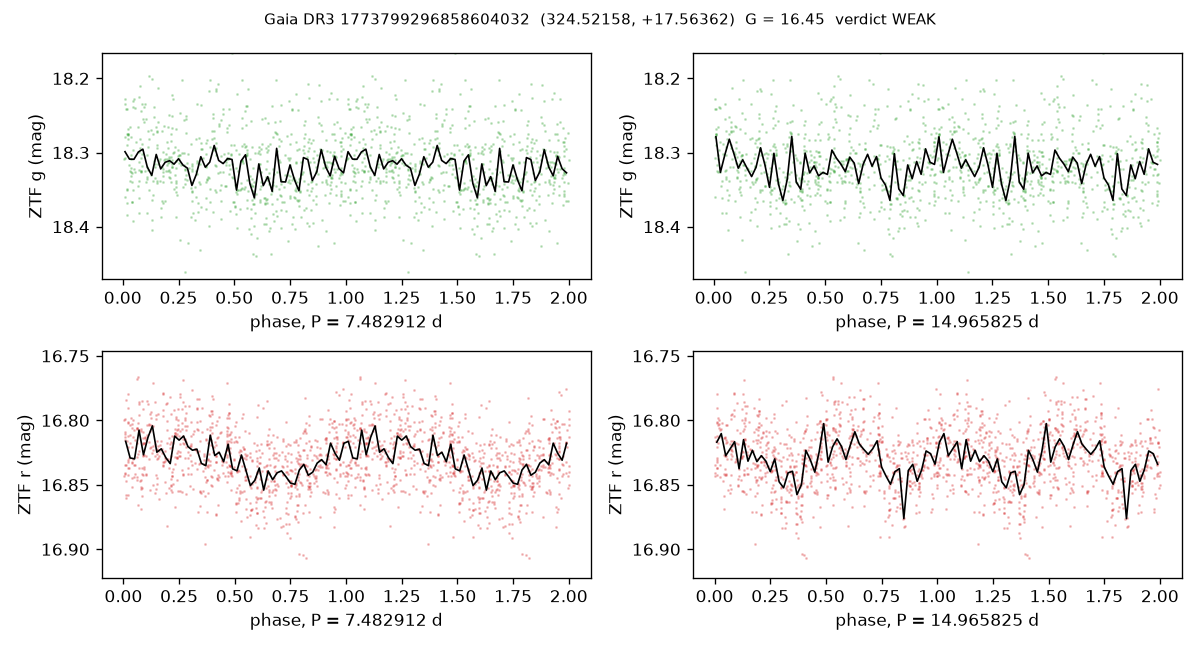 Gaia DR3 1773799296858604032 (324.52158, +17.56362) G = 16.45 verdict WEAK
ZTF g (mag)
18.2
18.3
18.4
0.00 0.25 0.50 0.75 1.00 1.25 1.50 1.75 2.00
phase, P = 7.482912 d
ZTF g (mag)
18.2
18.3
18.4
0.00 0.25 0.50 0.75 1.00 1.25 1.50 1.75 2.00
phase, P = 14.965825 d
ZTF r (mag)
16.75
16.80
16.85
16.90
0.00 0.25 0.50 0.75 1.00 1.25 1.50 1.75 2.00
phase, P = 7.482912 d
ZTF r (mag)
16.75
16.80
16.85
16.90
0.00 0.25 0.50 0.75 1.00 1.25 1.50 1.75 2.00
phase, P = 14.965825 d